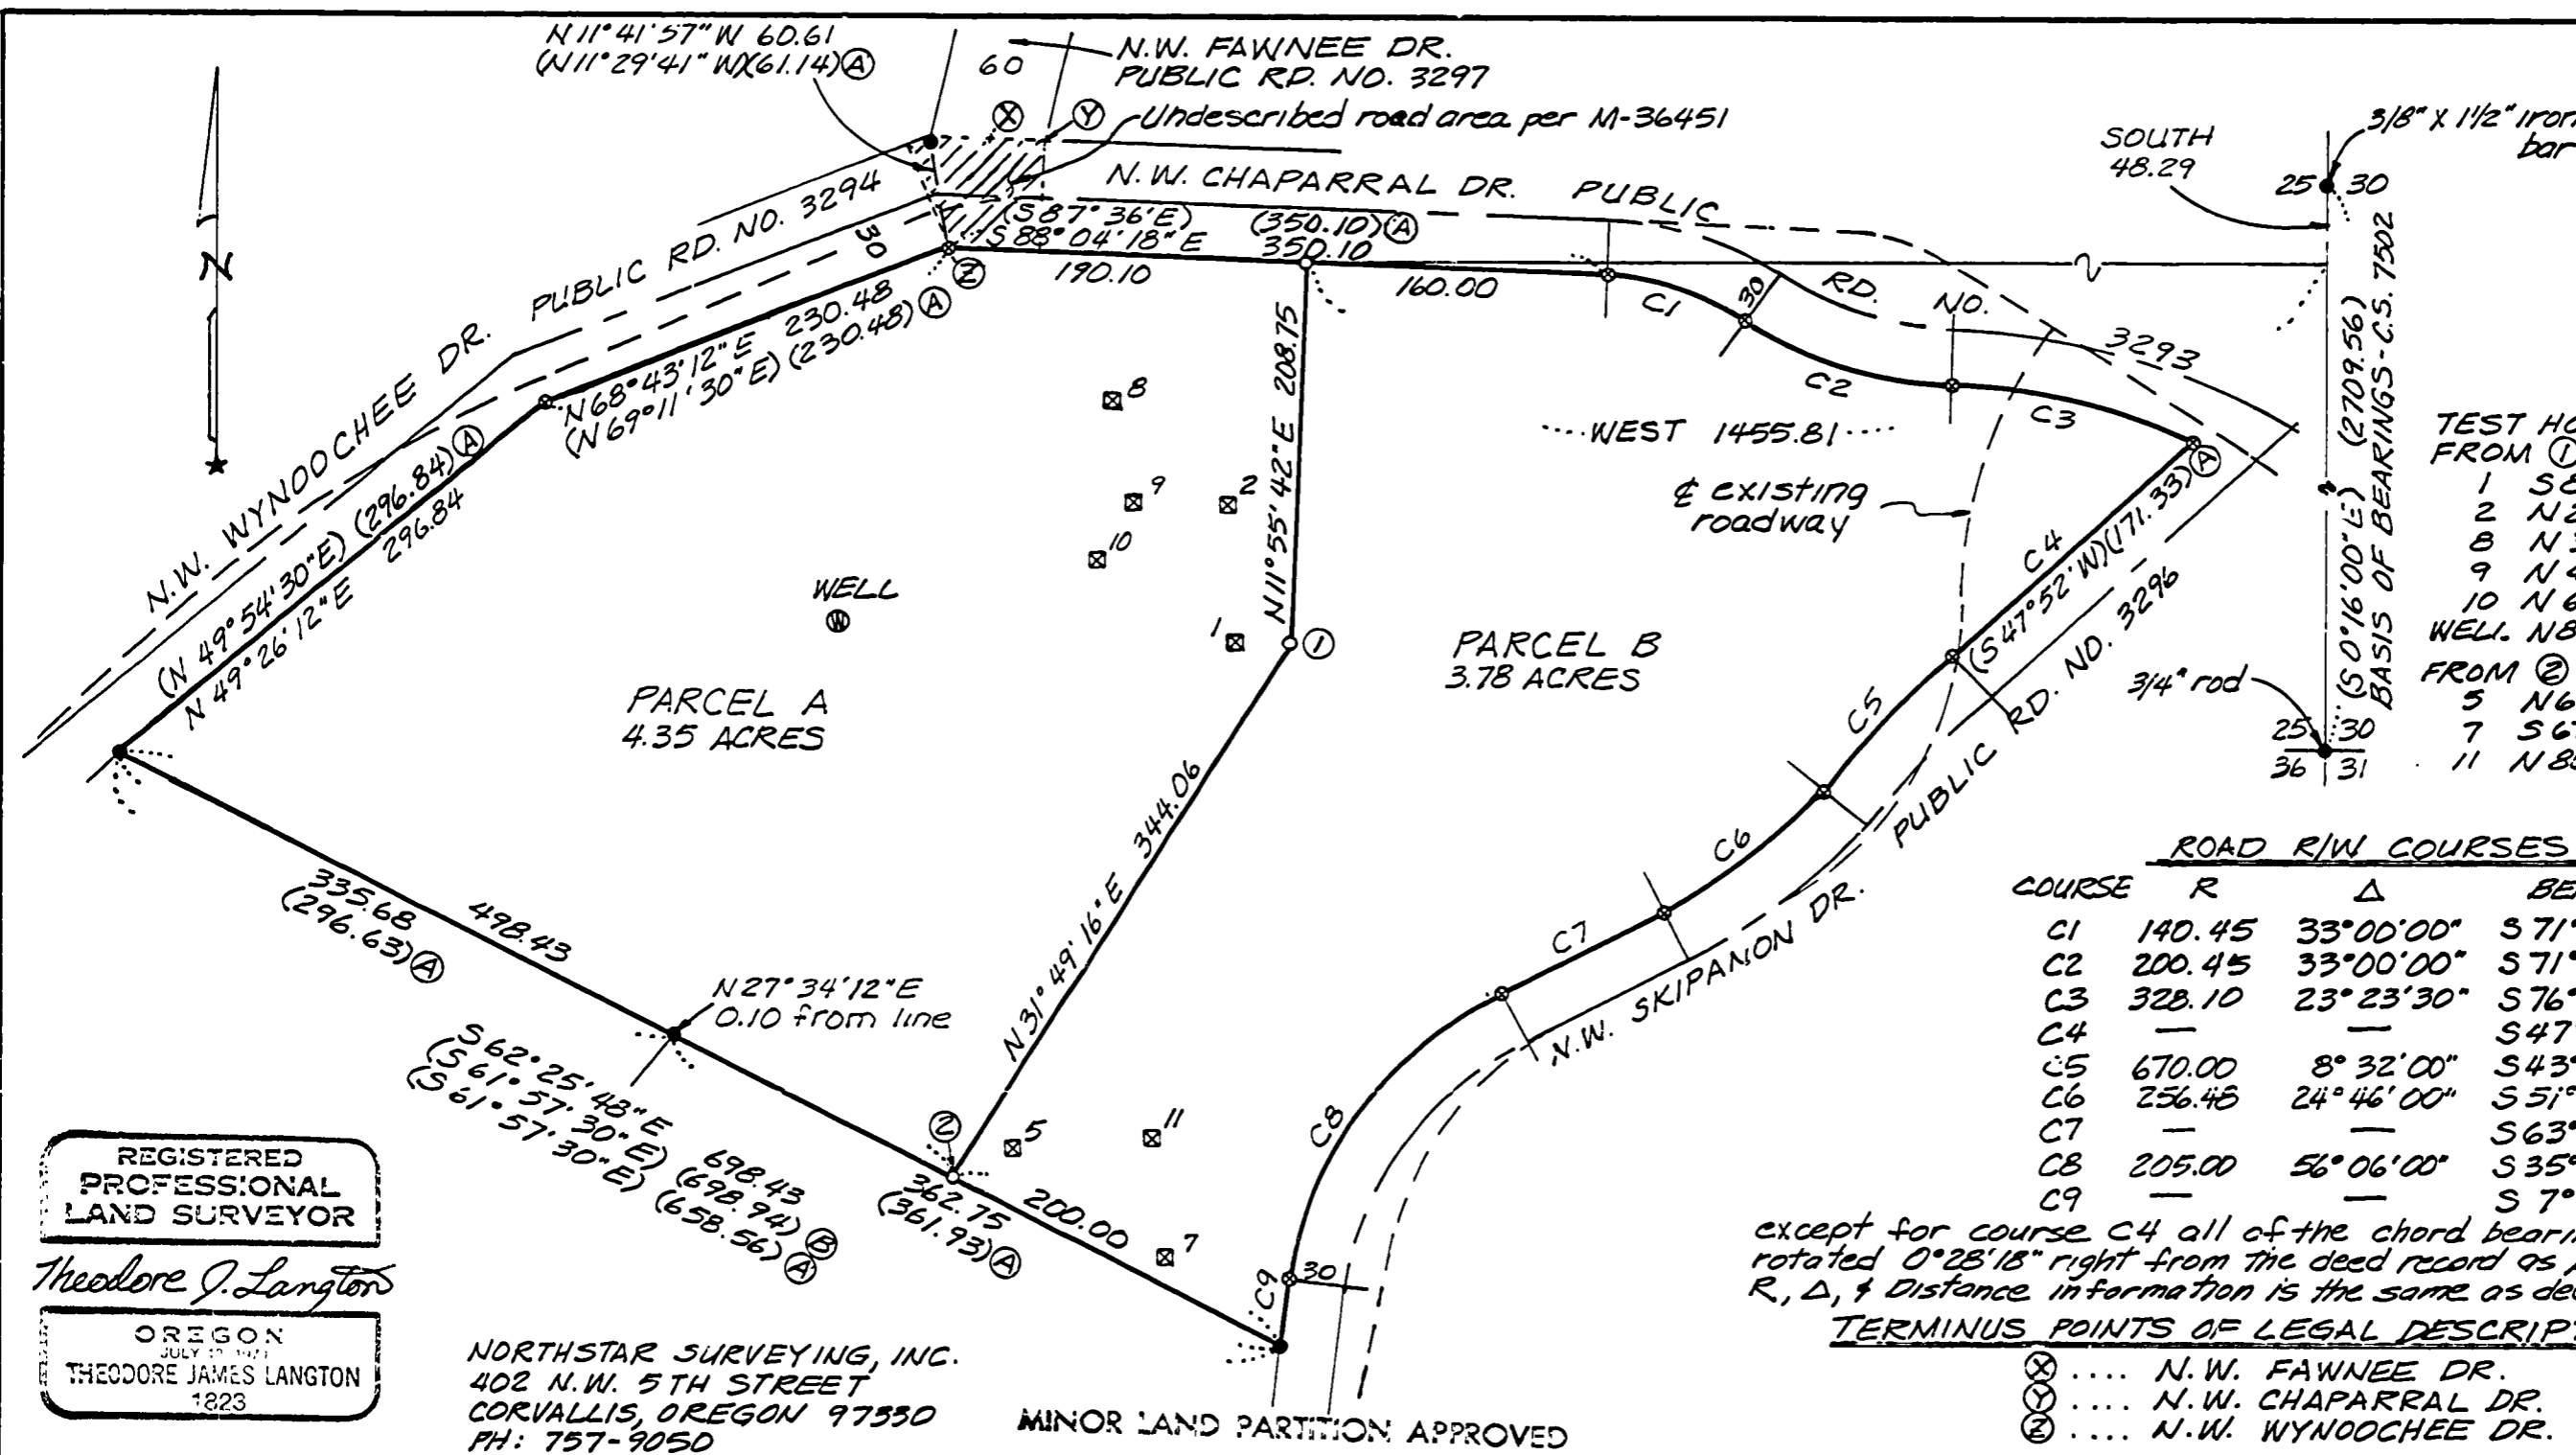 N 11° 41' 57" W 60.61
(N 11° 29' 41" W)(61.14) Ⓐ
60
N.W. FAWNEE DR.
PUBLIC RD. NO. 3297
Ⓧ
Ⓨ
Undescribed road area per M-36451
SOUTH
48.29
3/8" X 1 1/2" iron
bar
25 30
N
N.W. CHAPARRAL DR. PUBLIC
RD. NO. 3293
N.W. WYNOOCHEE DR. PUBLIC RD. NO. 3294
30
(S 87° 36' E) (350.10) Ⓐ
S 88° 04' 18" E 350.10
Ⓩ
190.10
160.00
C1
30
C2
C3
N 68° 43' 12" E 230.48
(N 69° 11' 30" E) (230.48) Ⓐ
(N 49° 54' 30" E) (296.84) Ⓐ
N 49° 26' 12" E 296.84
8
9
2
10
WELL
W
1
①
N 11° 55' 42" E 208.75
WEST 1455.81
℄ existing
roadway
C4
(S 47° 52' W)(171.33) Ⓐ
(S 0° 16' 00" E) (2709.56)
BASIS OF BEARINGS - C.S. 7502
3/4" rod
25 30
36 31
TEST HO
FROM ①
1 S 8
2 N 2
8 N
9 N 4
10 N 6
WELL N 8
FROM ②
5 N 6
7 S 6
11 N 8
PARCEL A
4.35 ACRES
PARCEL B
3.78 ACRES
C5
C6
C7
C8
C9
30
PUBLIC RD. NO. 3296
N.W. SKIPANON DR.
N 31° 49' 16" E 344.06
335.68
(296.63) Ⓐ
498.43
N 27° 34' 12" E
0.10 from line
S 62° 25' 48" E 698.43
(S 61° 57' 30" E) (698.94) Ⓑ
(S 61° 57' 30" E) (658.56) Ⓐ
②
5
11
7
362.75
(361.93) Ⓐ
200.00
ROAD R/W COURSES
COURSE R Δ BE
C1 140.45 33° 00' 00" S 71°
C2 200.45 33° 00' 00" S 71°
C3 328.10 23° 23' 30" S 76°
C4 — — S 47
C5 670.00 8° 32' 00" S 43°
C6 256.48 24° 46' 00" S 51°
C7 — — S 63°
C8 205.00 56° 06' 00" S 35°
C9 — — S 7°
except for course C4 all of the chord bear
rotated 0° 28' 18" right from the deed record as
R, Δ, & Distance information is the same as de
TERMINUS POINTS OF LEGAL DESCRIPT
Ⓧ .... N.W. FAWNEE DR.
Ⓨ .... N.W. CHAPARRAL DR.
Ⓩ .... N.W. WYNOOCHEE DR.
REGISTERED
PROFESSIONAL
LAND SURVEYOR
Theodore J. Langton
OREGON
THEODORE JAMES LANGTON
1823
NORTHSTAR SURVEYING, INC.
402 N.W. 5TH STREET
CORVALLIS, OREGON 97330
PH: 757-9050
MINOR LAND PARTITION APPROVED